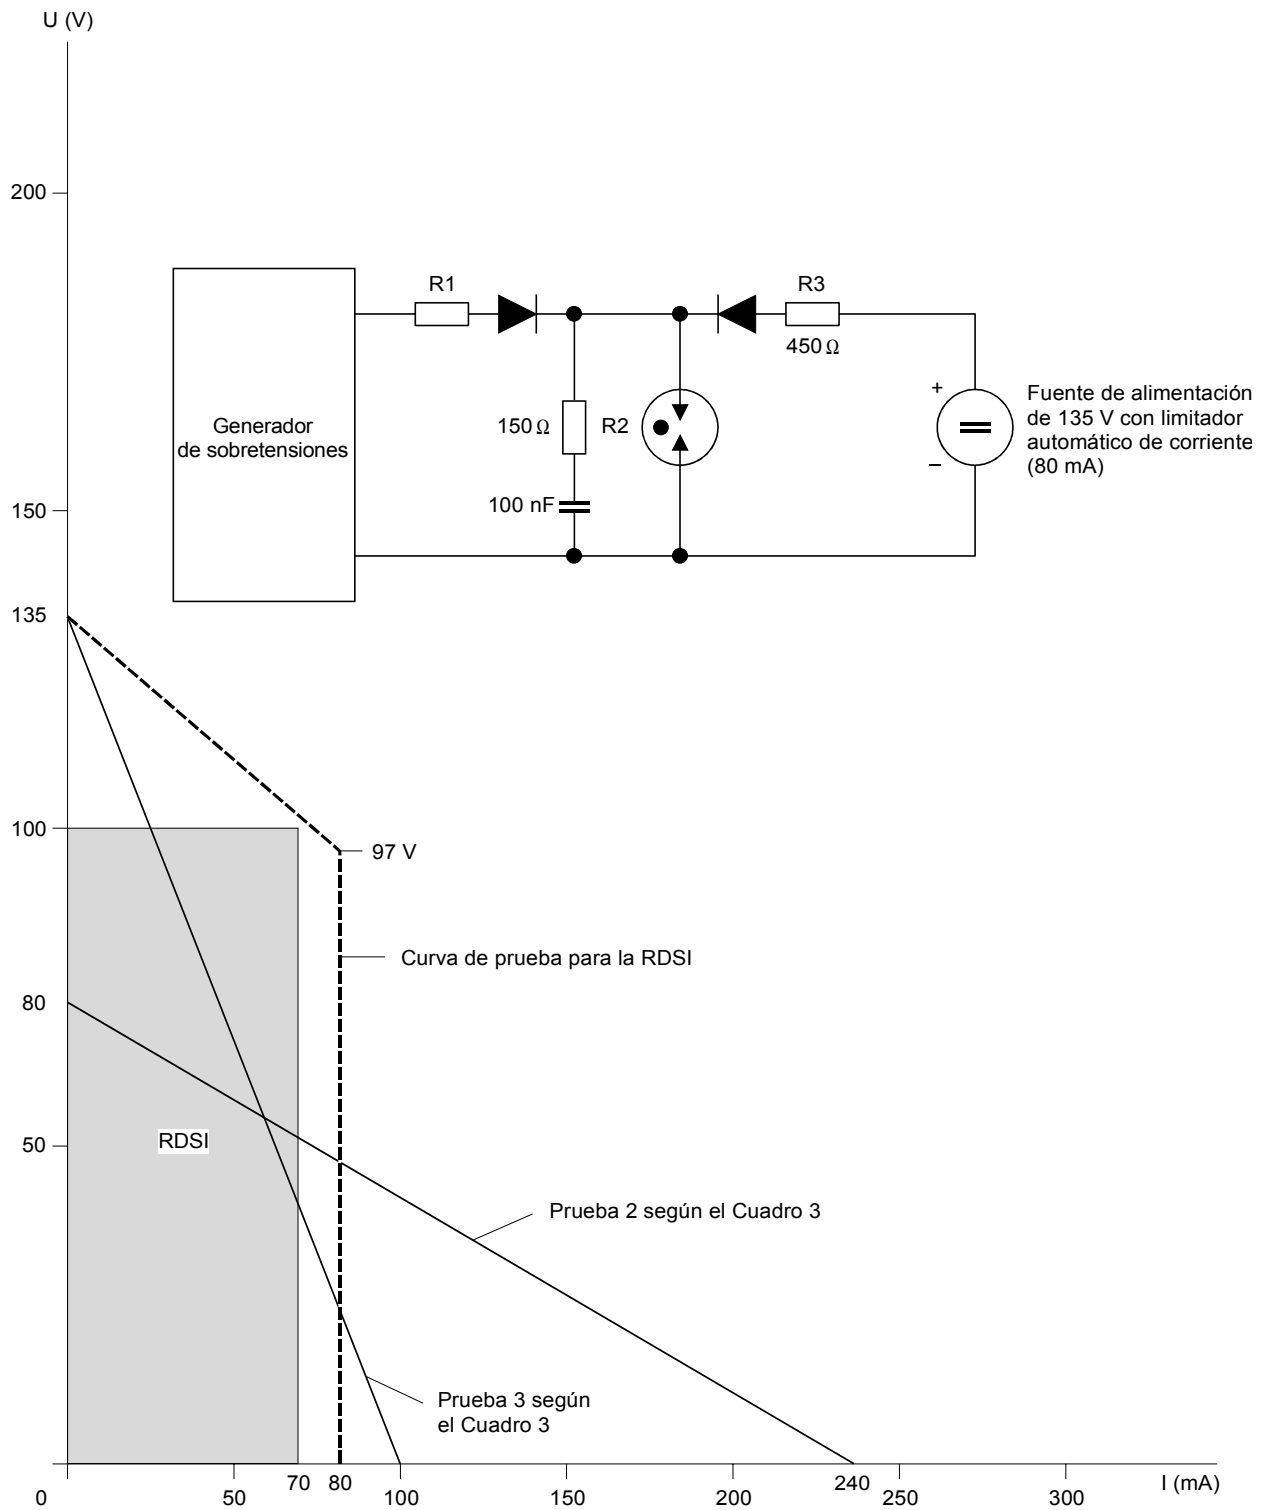 U (V)
200
R1
R3
450 Ω
Generador
de sobretensiones
150 Ω
R2
+
–
Fuente de alimentación
de 135 V con limitador
automático de corriente
(80 mA)
100 nF
150
135
100
97 V
Curva de prueba para la RDSI
80
50
RDSI
Prueba 2 según el Cuadro 3
Prueba 3 según
el Cuadro 3
0
50
70
80
100
150
200
240
250
300
I (mA)